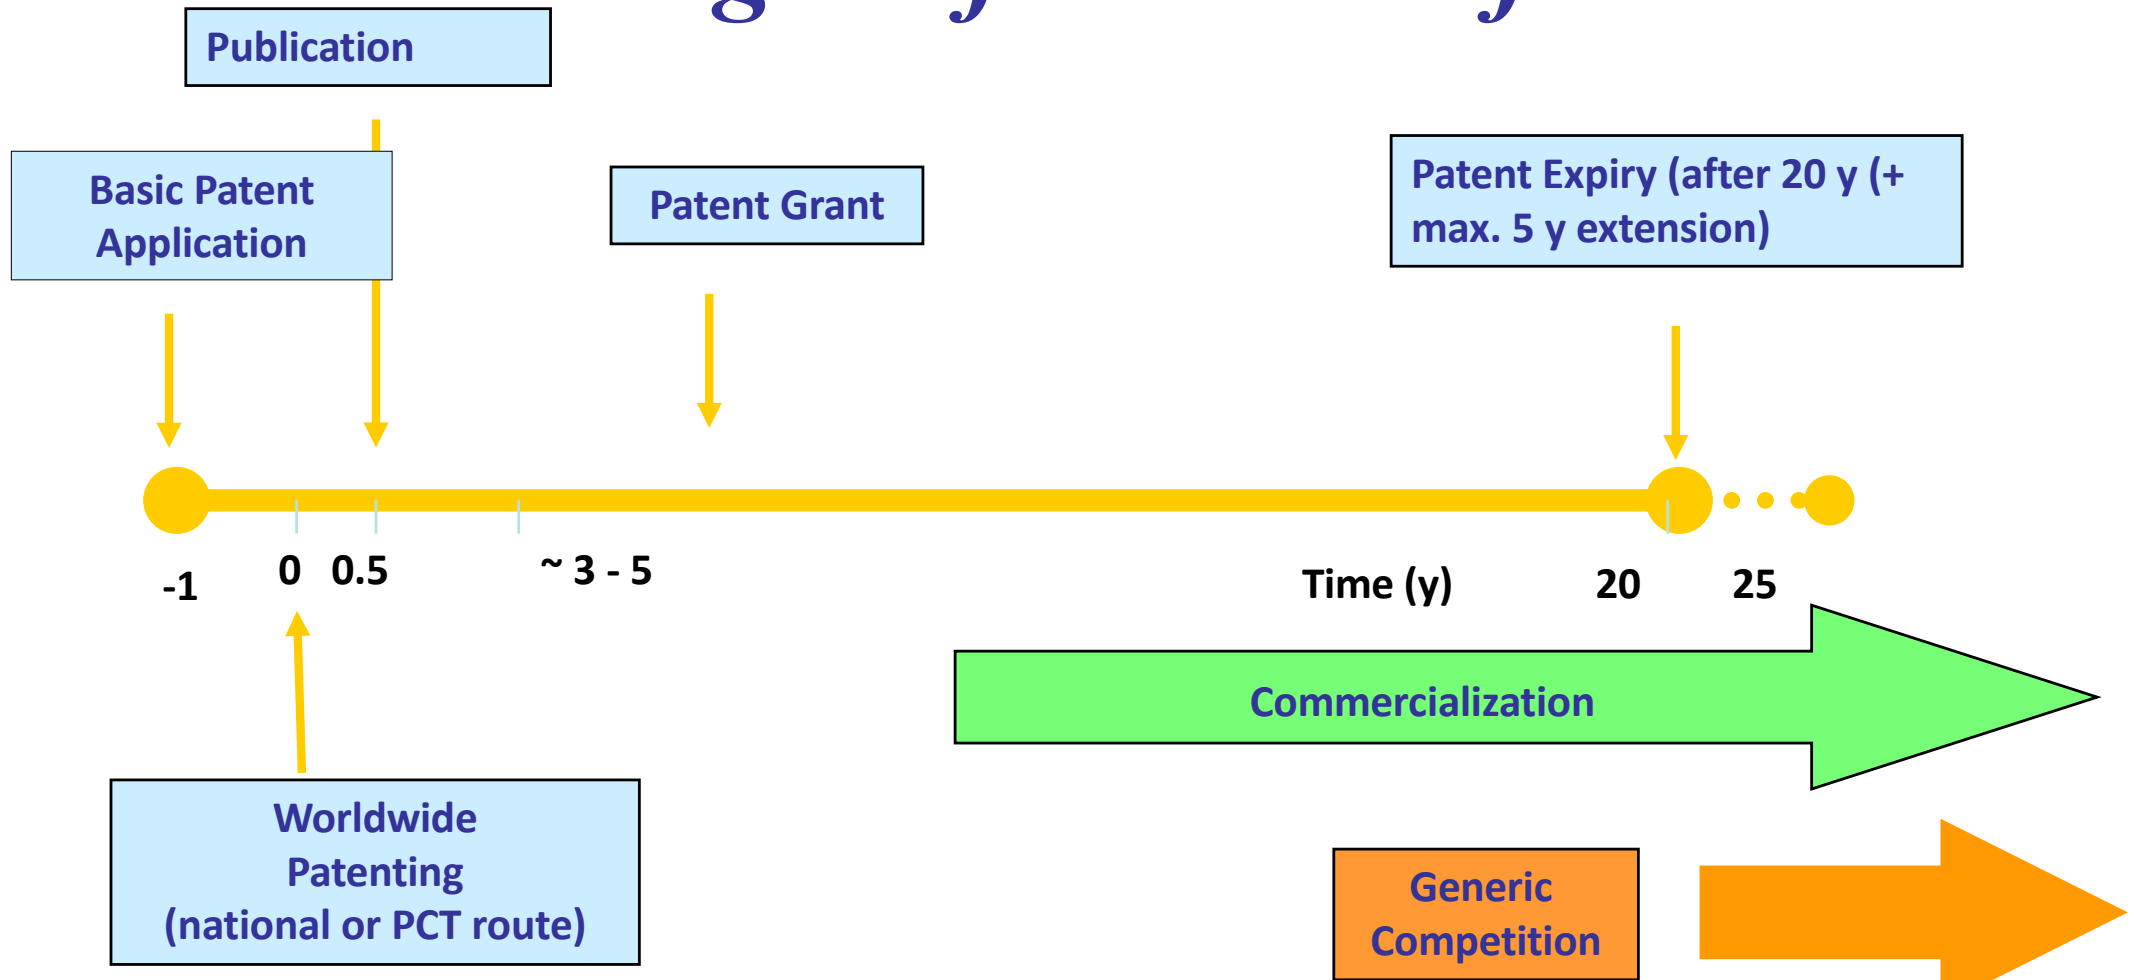 Publication
Basic Patent
Application
Patent Grant
Patent Expiry (after 20 y (+
max. 5 y extension)
-1
0
0.5
~ 3 - 5
Time (y)
20
25
Commercialization
Worldwide
Patenting
(national or PCT route)
Generic
Competition